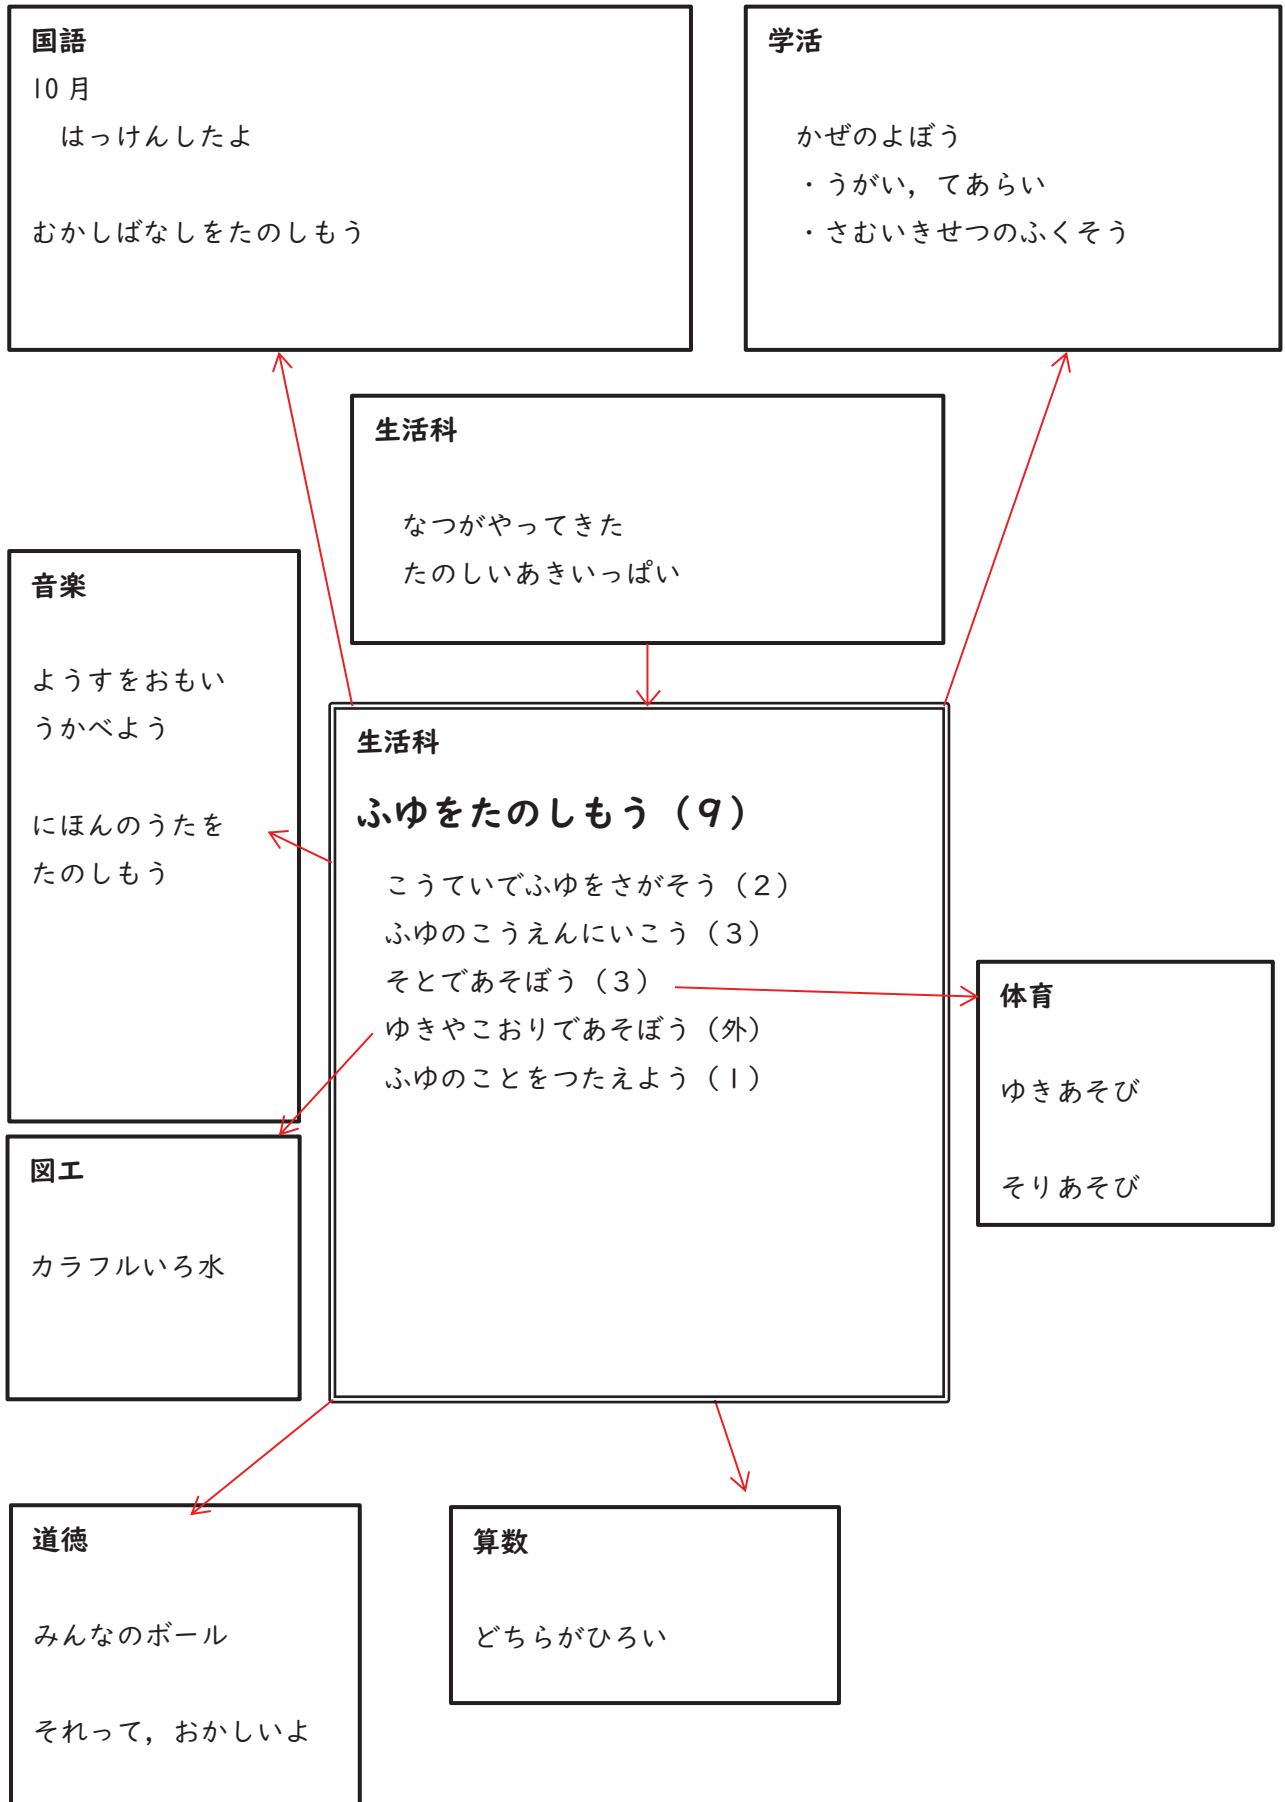 国語
10月
はっけんしたよ
むかしばなしをたのしもう
学活
かぜのよぼう
・うがい，てあらい
・さむいきせつのふくそう
生活科
なつがやってきた
たのしいあきいっぱい
音楽
ようすをおもい
うかべよう
にほんのうたを
たのしもう
生活科
ふゆをたのしもう（9）
こうていでふゆをさがそう（2）
ふゆのこうえんにいこう（3）
そとであそぼう（3）
ゆきやこおりであそぼう（外）
ふゆのことをつたえよう（1）
体育
ゆきあそび
そりあそび
図工
カラフルいろ水
道徳
みんなのボール
それって，おかしいよ
算数
どちらがひろい